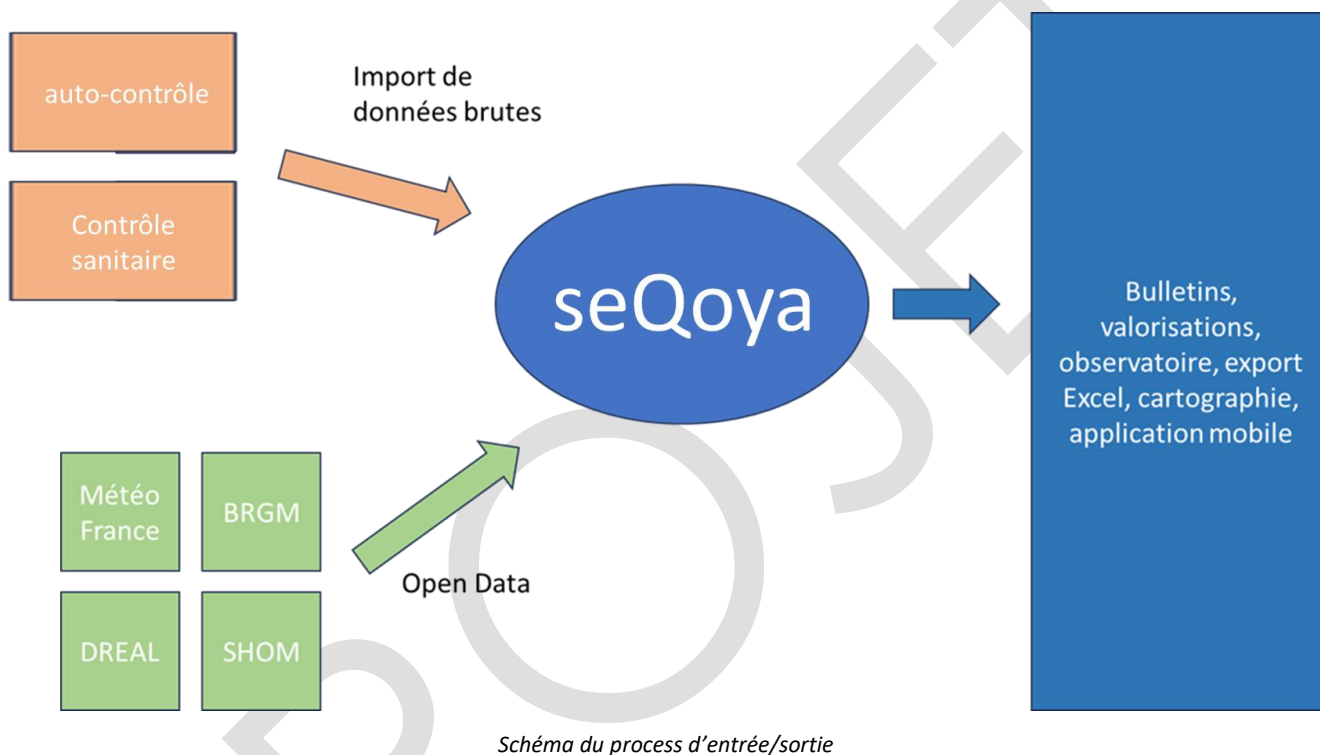 auto-contrôle
Import de
données brutes
Contrôle
sanitaire
seQoya
Bulletins,
valorisations,
observatoire, export
Excel, cartographie,
application mobile
Météo
France
BRGM
Open Data
DREAL
SHOM
Schéma du process d’entrée/sortie